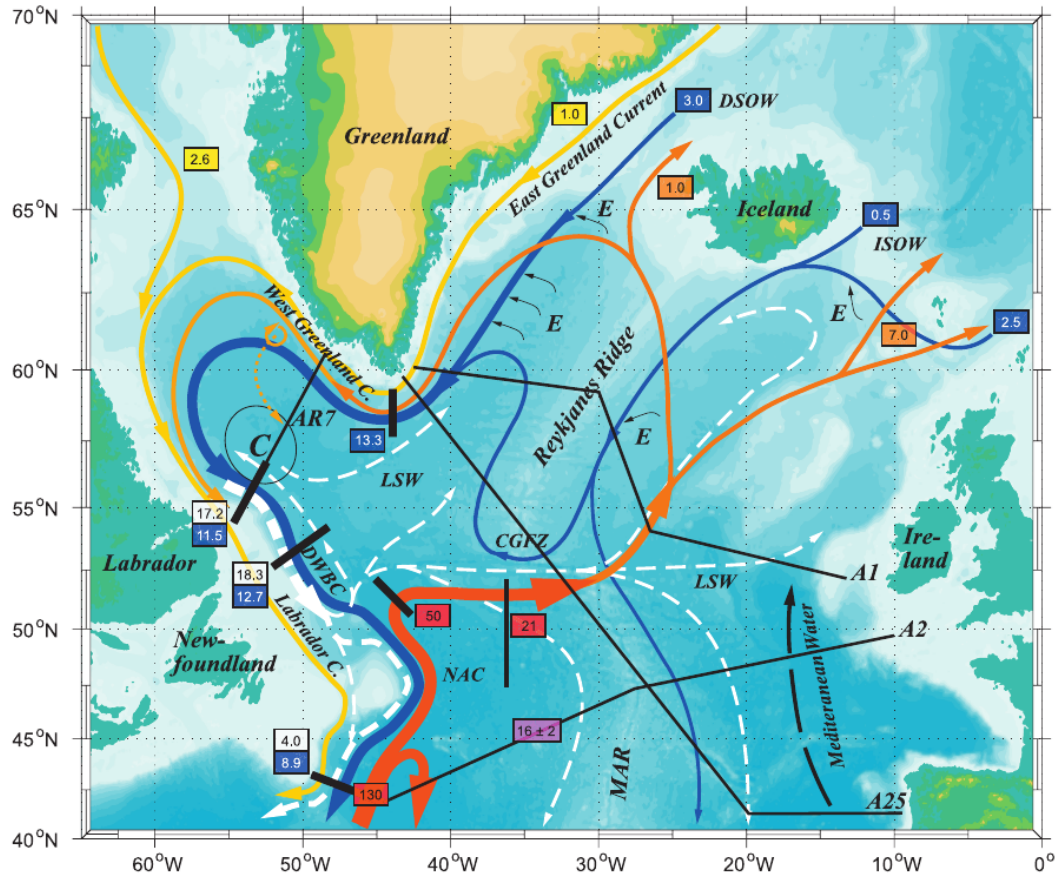 70°N
65°N
60°N
55°N
50°N
45°N
40°N
60°W
50°W
40°W
30°W
20°W
10°W
0°
Greenland
1.0
3.0
DSOW
2.6
East Greenland Current
1.0
Iceland
E
0.5
ISOW
West Greenland C.
E
E
7.0
2.5
Reykjanes Ridge
AR7
C
13.3
E
LSW
17.2
11.5
Labrador
CGFZ
Ire-
land
18.3
12.7
DWBC
LSW
A1
Labrador C.
50
21
New-
foundland
NAC
A2
Mediteranean Water
4.0
8.9
16 ± 2
MAR
130
A25